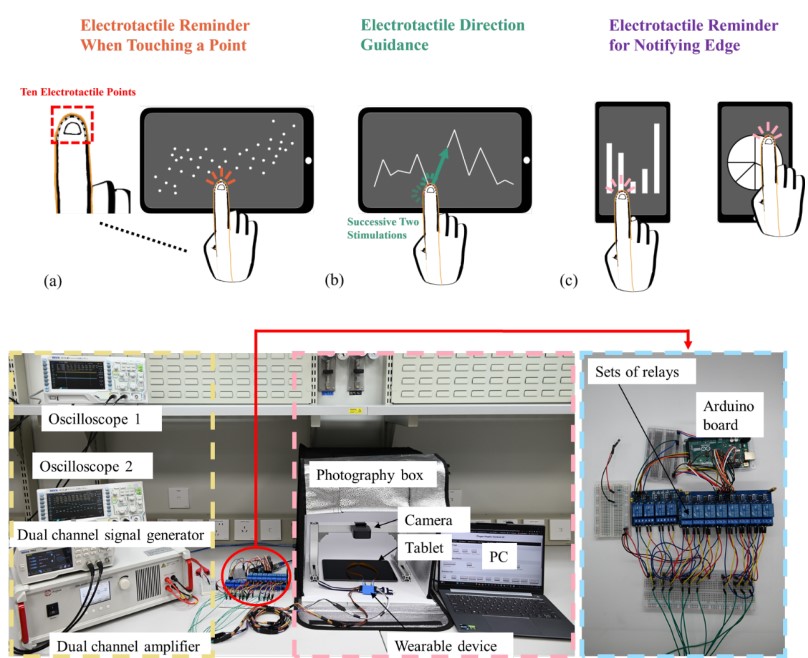 Electrotactile Reminder
When Touching a Point
Electrotactile Direction
Guidance
Electrotactile Reminder
for Notifying Edge
Ten Electrotactile Points
Successive Two
Stimulations
(a)
(b)
(c)
Oscilloscope 1
Oscilloscope 2
Dual channel signal generator
Dual channel amplifier
Photography box
Camera
Tablet
PC
Wearable device
Sets of relays
Arduino
board